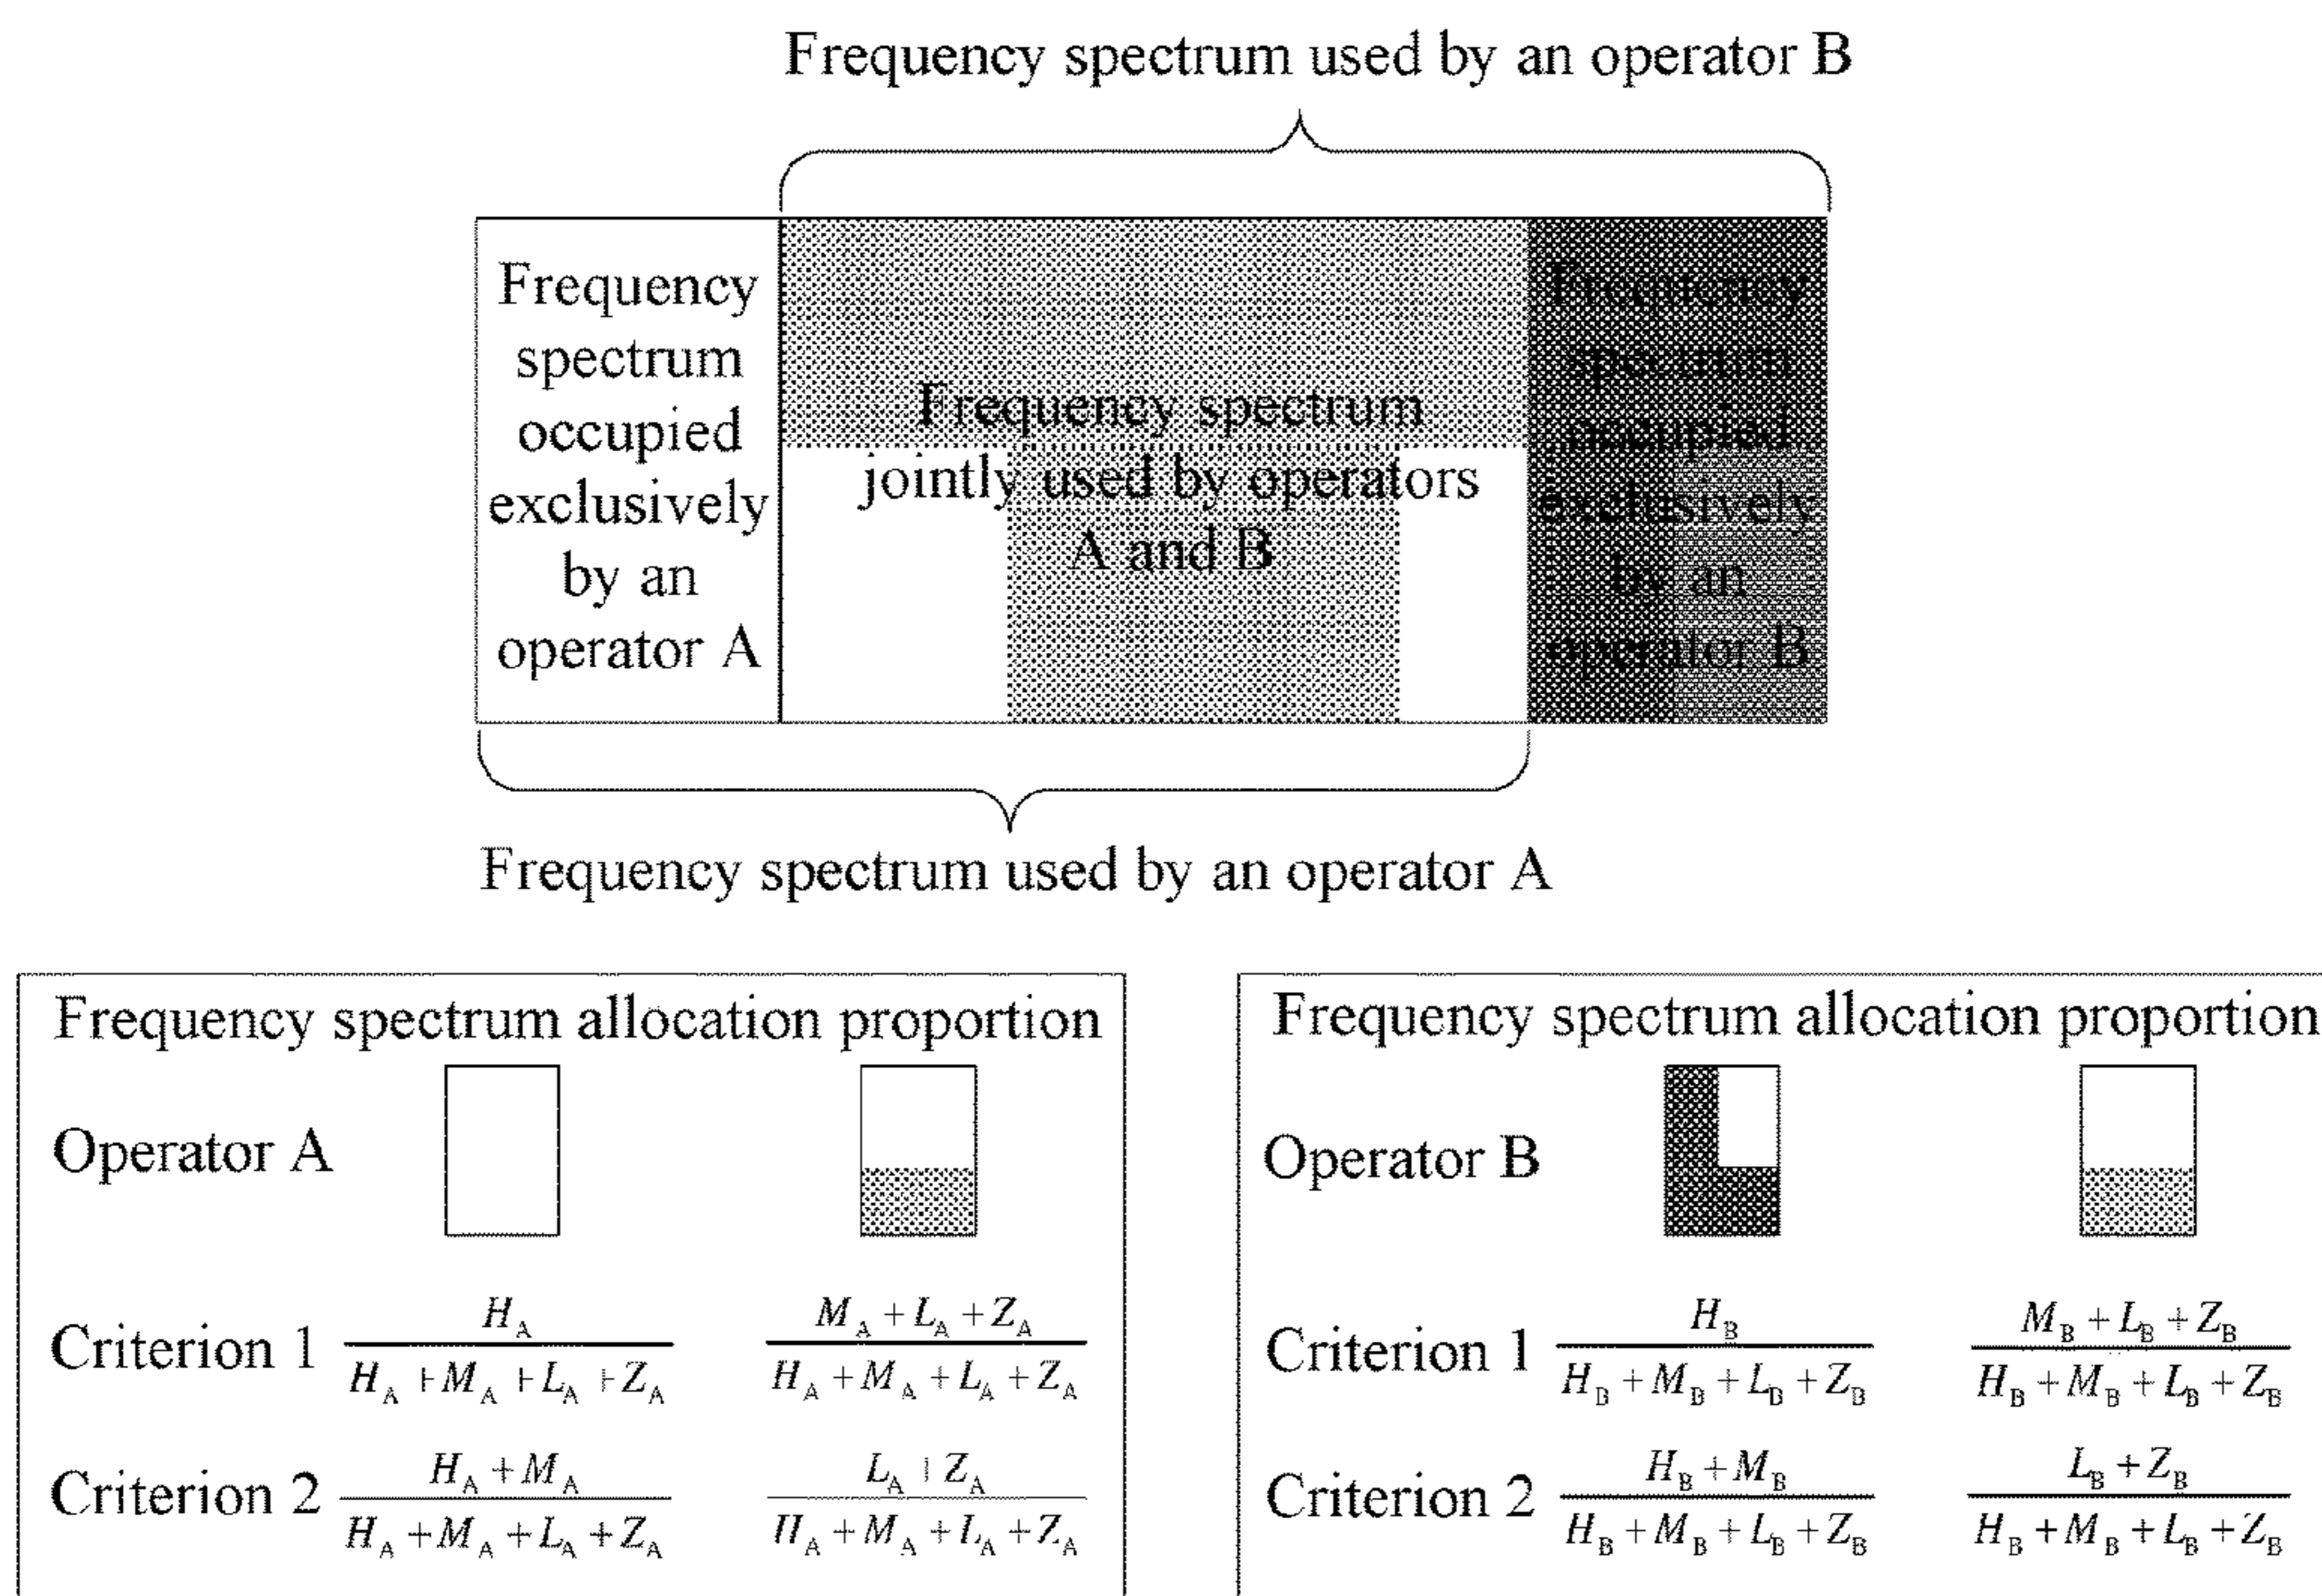 Frequency spectrum used by an operator B
Frequency
spectrum
occupied
exclusively
by an
operator A
Frequency spectrum
jointly used by operators
A and B
Frequency
spectrum
occupied
exclusively
by an
operator B
Frequency spectrum used by an operator A
Frequency spectrum allocation proportion
Operator A
Criterion 1 H_A / (H_A + M_A + L_A + Z_A) (M_A + L_A + Z_A) / (H_A + M_A + L_A + Z_A)
Criterion 2 (H_A + M_A) / (H_A + M_A + L_A + Z_A) (L_A + Z_A) / (H_A + M_A + L_A + Z_A)
Frequency spectrum allocation proportion
Operator B
Criterion 1 H_B / (H_B + M_B + L_B + Z_B) (M_B + L_B + Z_B) / (H_B + M_B + L_B + Z_B)
Criterion 2 (H_B + M_B) / (H_B + M_B + L_B + Z_B) (L_B + Z_B) / (H_B + M_B + L_B + Z_B)